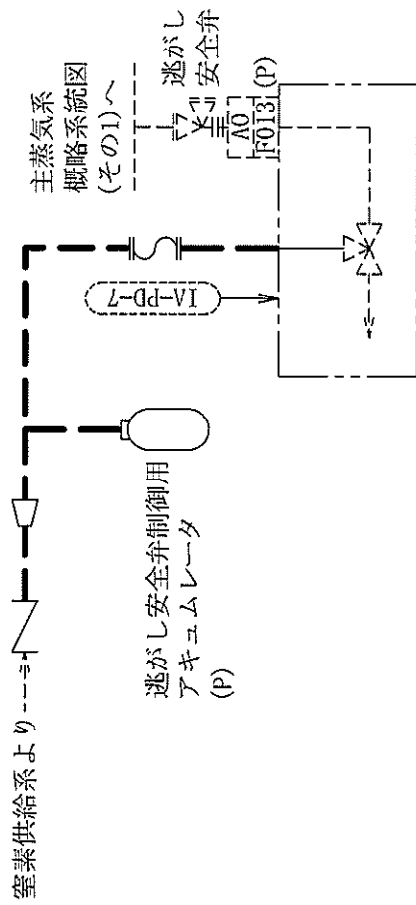 窒素供給系より
逃がし安全弁制御用
アキュムレータ
(P)
IA-PD-7
主蒸気系
概略系統図
(その1)へ
逃がし
安全弁
AO
F013
(P)